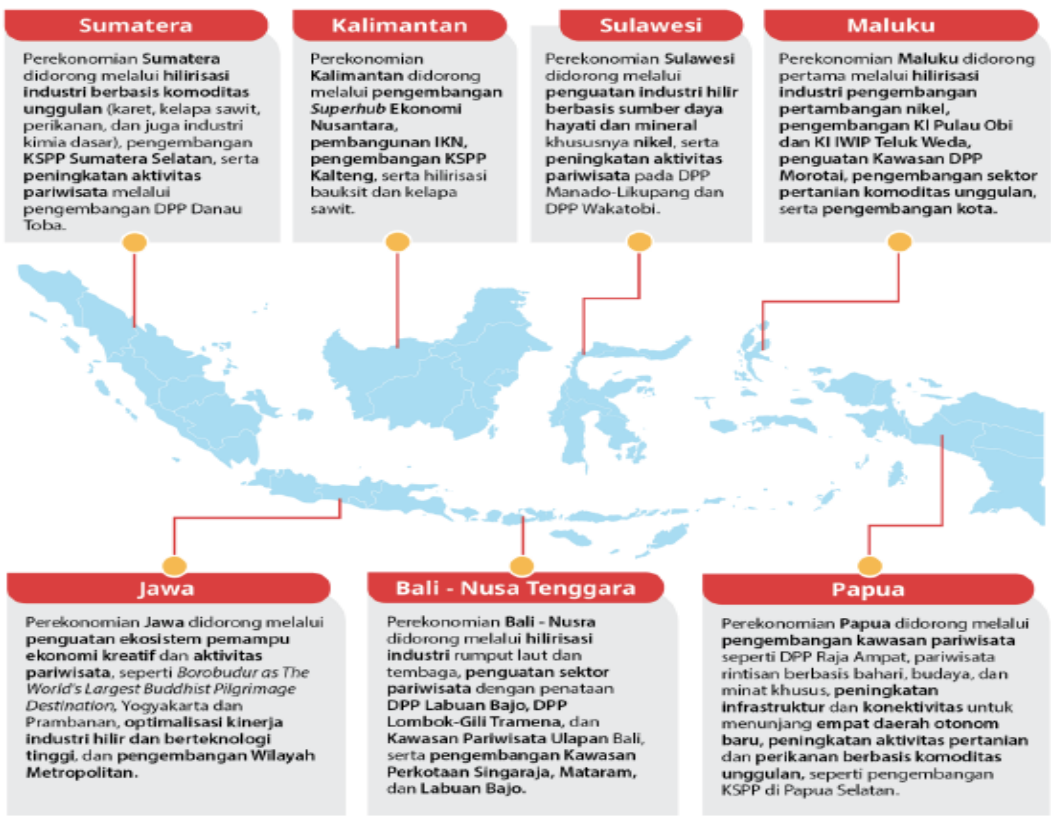 Sumatera
Perekonomian Sumatera
didorong melalui hilirisasi
industri berbasis komoditas
unggulan (karet, kelapa sawit,
perikanan, dan juga industri
kimia dasar), pengembangan
KSPP Sumatera Selatan, serta
peningkatan aktivitas
pariwisata melalui
pengembangan DPP Danau
Toba.
Kalimantan
Perekonomian
Kalimantan didorong
melalui pengembangan
Superhub Ekonomi
Nusantara,
pembangunan IKN,
pengembangan KSPP
Kalteng, serta hilirisasi
bauksit dan kelapa
sawit.
Sulawesi
Perekonomian Sulawesi
didorong melalui
penguatan industri hilir
berbasis sumber daya
hayati dan mineral
khususnya nikel, serta
peningkatan aktivitas
pariwisata pada DPP
Manado-Likupang dan
DPP Wakatobi.
Maluku
Perekonomian Maluku didorong
pertama melalui hilirisasi
industri pengembangan
pertambangan nikel,
pengembangan KI Pulau Obi
dan KI IWIP Teluk Weda,
penguatan Kawasan DPP
Morotai, pengembangan sektor
pertanian komoditas unggulan,
serta pengembangan kota.
Jawa
Perekonomian Jawa didorong melalui
penguatan ekosistem pemampu
ekonomi kreatif dan aktivitas
pariwisata, seperti Borobudur as The
World's Largest Buddhist Pilgrimage
Destination, Yogyakarta dan
Prambanan, optimalisasi kinerja
industri hilir dan berteknologi
tinggi, dan pengembangan Wilayah
Metropolitan.
Bali - Nusa Tenggara
Perekonomian Bali - Nusra
didorong melalui hilirisasi
industri rumput laut dan
tembaga, penguatan sektor
pariwisata dengan penataan
DPP Labuan Bajo, DPP
Lombok-Gili Tramena, dan
Kawasan Pariwisata Ulapan Bali,
serta pengembangan Kawasan
Perkotaan Singaraja, Mataram,
dan Labuan Bajo.
Papua
Perekonomian Papua didorong melalui
pengembangan kawasan pariwisata
seperti DPP Raja Ampat, pariwisata
rintisan berbasis bahari, budaya, dan
minat khusus, peningkatan
infrastruktur dan konektivitas untuk
menunjang empat daerah otonom
baru, peningkatan aktivitas pertanian
dan perikanan berbasis komoditas
unggulan, seperti pengembangan
KSPP di Papua Selatan.